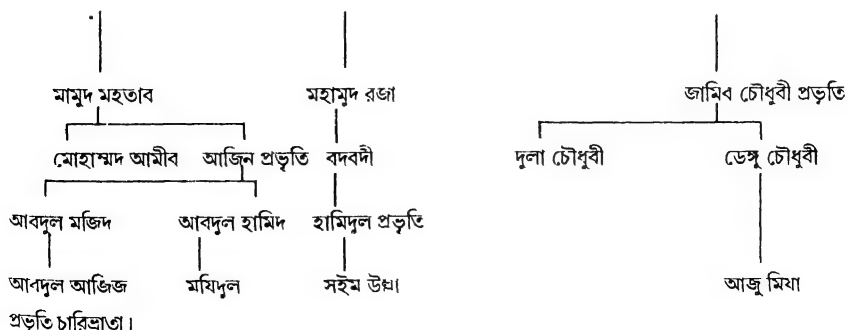 মামুদ মহতাব মহামুদ রজা জামিব চৌধুবী প্রভৃতি
মোহাম্মদ আমীব আজিন প্রভৃতি বদবদী দুলা চৌধুবী ডেঙ্গু চৌধুবী
আবদুল মজিদ আবদুল হামিদ হামিদুল প্রভৃতি
আবদুল আজিজ মযিদুল সইম উল্লা আজু মিযা
প্রভৃতি চারিভ্রাতা।